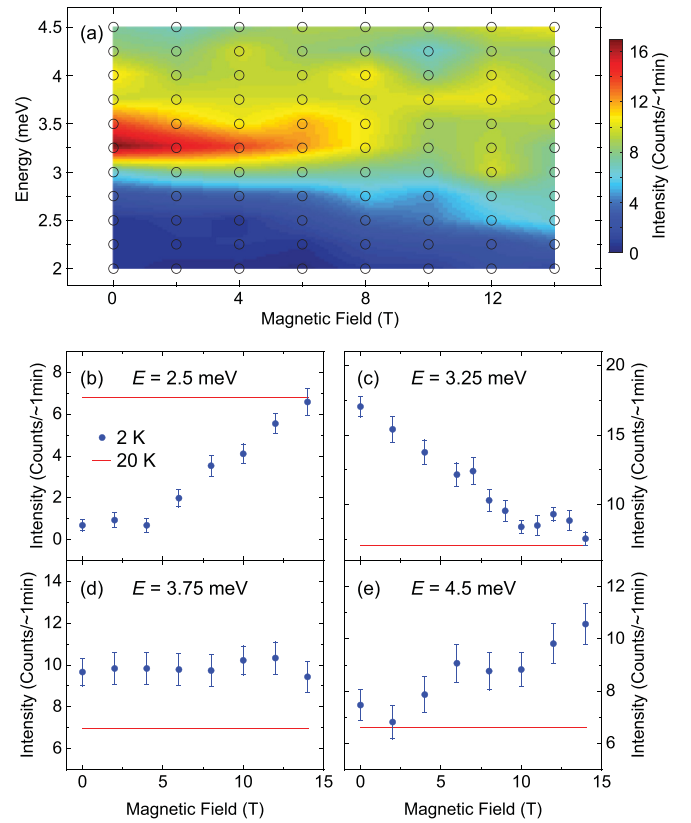 (a)
4.5
4
3.5
3
2.5
2
Energy (meV)
0
4
8
12
Magnetic Field (T)
16
12
8
4
0
Intensity (Counts/~1min)
(b) E = 2.5 meV
2 K
20 K
8
6
4
2
0
Intensity (Counts/~1min)
(c) E = 3.25 meV
20
15
10
Intensity (Counts/~1min)
(d) E = 3.75 meV
14
12
10
8
6
Intensity (Counts/~1min)
0
5
10
15
Magnetic Field (T)
(e) E = 4.5 meV
12
10
8
6
Intensity (Counts/~1min)
0
5
10
15
Magnetic Field (T)